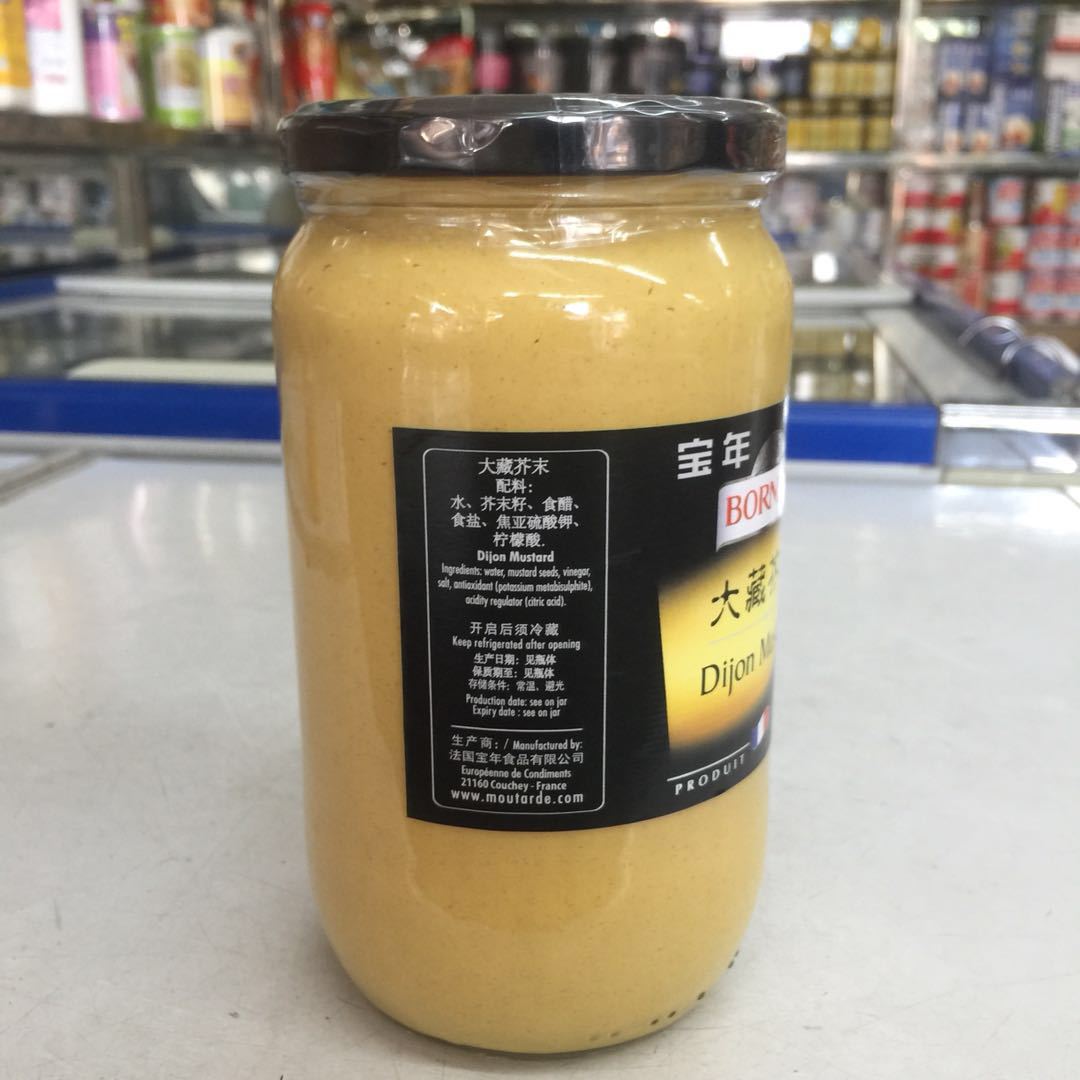 大藏芥末
配料:
水、芥末籽、食醋、
食盐、焦亚硫酸钾、
柠檬酸.
Dijon Mustard
Ingredients: water, mustard seeds, vinegar,
salt, antioxidant (potassium metabisulphite),
acidity regulator (citric acid).
开启后须冷藏
Keep refrigerated after opening
生产日期: 见瓶体
保质期至: 见瓶体
存储条件: 常温、避光
Production date: see on jar
Expiry date : see on jar
生产商: / Manufactured by:
法国宝年食品有限公司
Européenne de Condiments
21160 Couchey - France
www.moutarde.com
宝年
BORN
大藏
Dijon
PRODUIT